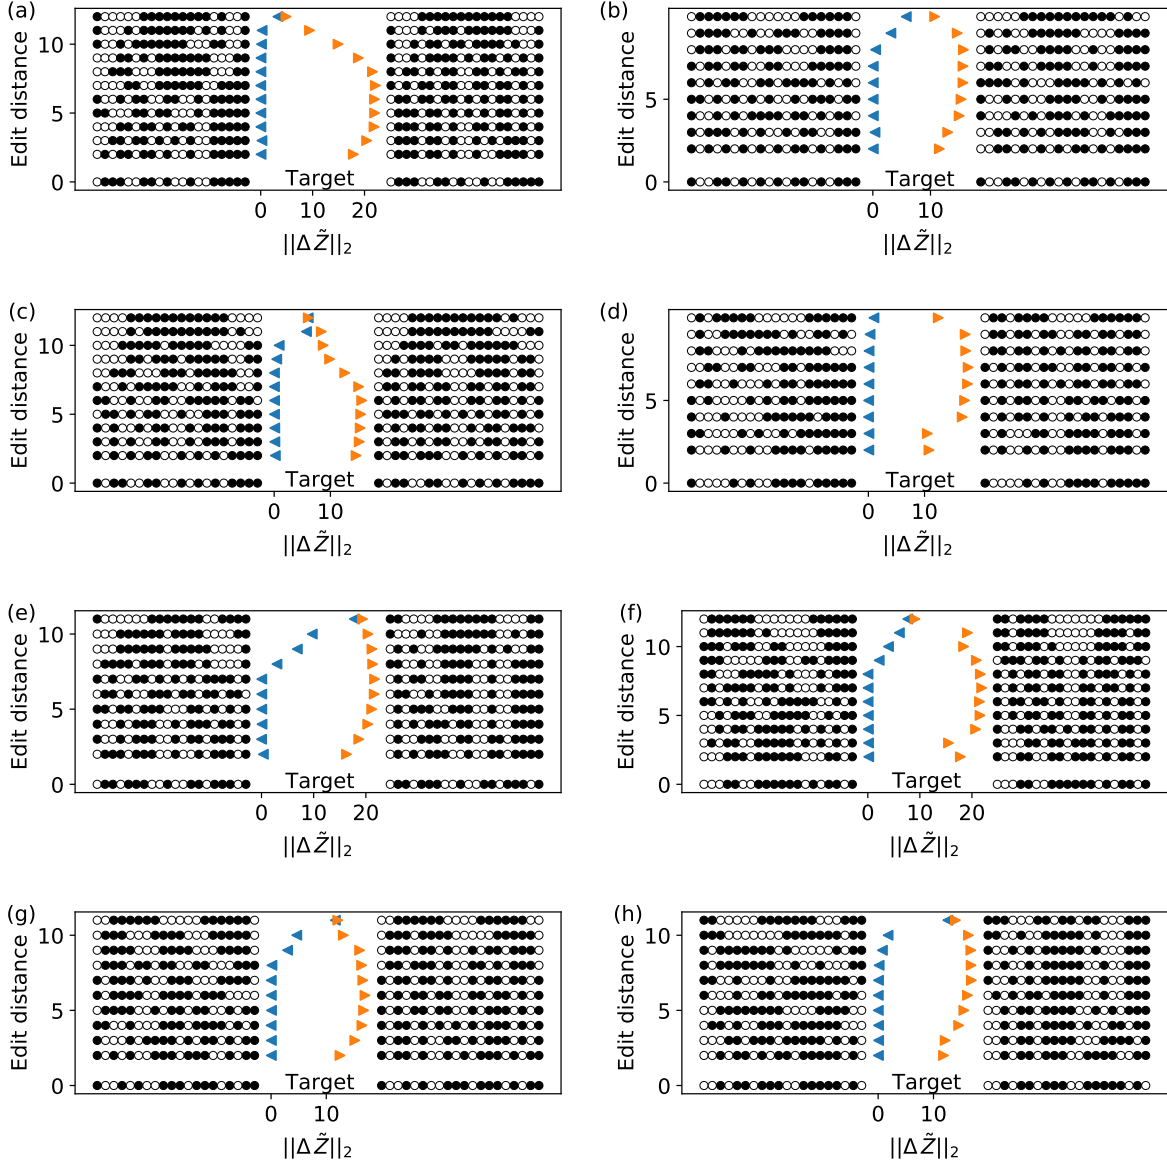 (a)
10
5
0
Edit distance
Target
0 10 20
||ΔZ̃||₂
(b)
5
0
Edit distance
Target
0 10
||ΔZ̃||₂
(c)
10
5
0
Edit distance
Target
0 10
||ΔZ̃||₂
(d)
5
0
Edit distance
Target
0 10
||ΔZ̃||₂
(e)
10
5
0
Edit distance
Target
0 10 20
||ΔZ̃||₂
(f)
10
5
0
Edit distance
Target
0 10 20
||ΔZ̃||₂
(g)
10
5
0
Edit distance
Target
0 10
||ΔZ̃||₂
(h)
10
5
0
Edit distance
Target
0 10
||ΔZ̃||₂